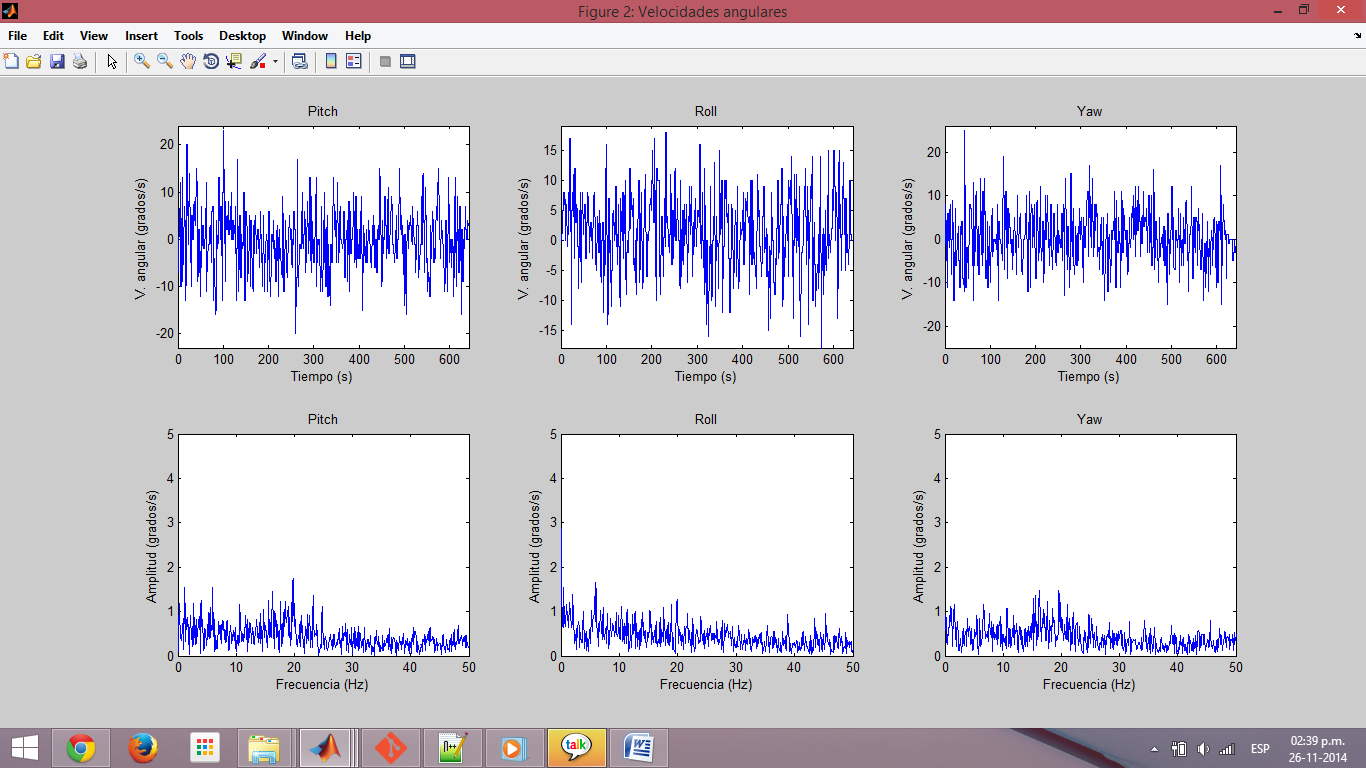 Figure 2: Velocidades angulares
File Edit View Insert Tools Desktop Window Help
Pitch
20
10
0
-10
-20
V. angular (grados/s)
0 100 200 300 400 500 600
Tiempo (s)
Roll
15
10
5
0
-5
-10
-15
V. angular (grados/s)
0 100 200 300 400 500 600
Tiempo (s)
Yaw
20
10
0
-10
-20
V. angular (grados/s)
0 100 200 300 400 500 600
Tiempo (s)
Pitch
5
4
3
2
1
0
Amplitud (grados/s)
0 10 20 30 40 50
Frecuencia (Hz)
Roll
5
4
3
2
1
0
Amplitud (grados/s)
0 10 20 30 40 50
Frecuencia (Hz)
Yaw
5
4
3
2
1
0
Amplitud (grados/s)
0 10 20 30 40 50
Frecuencia (Hz)
talk
ESP
02:39 p.m.
26-11-2014